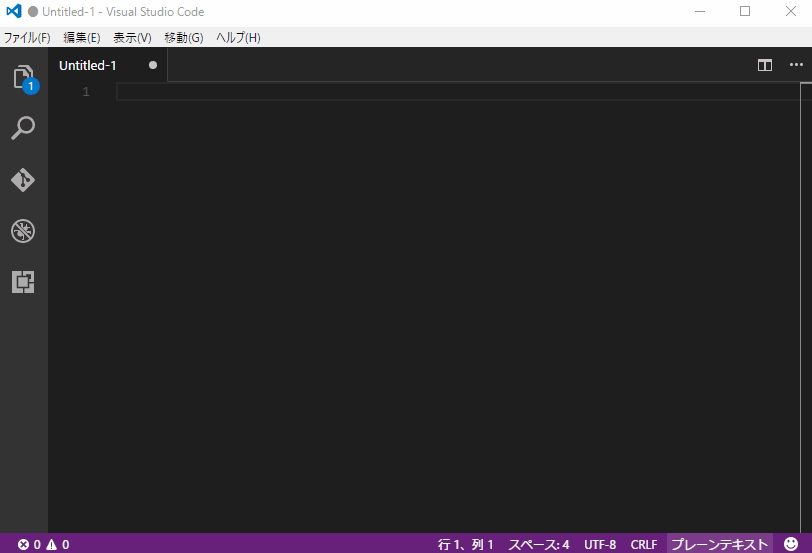 Untitled-1 - Visual Studio Code
ファイル(F) 編集(E) 表示(V) 移動(G) ヘルプ(H)
Untitled-1
1
1
0 0 行 1、列 1 スペース: 4 UTF-8 CRLF プレーンテキスト